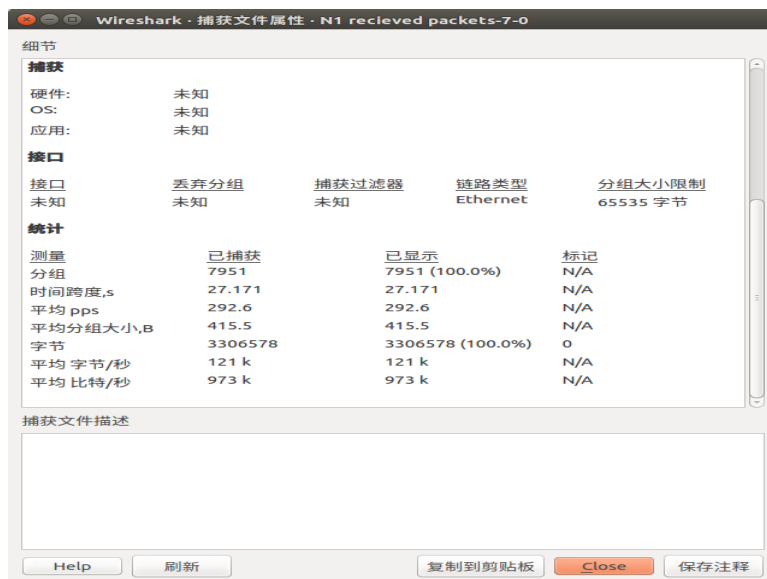 Wireshark · 捕获文件属性 · N1 recieved packets-7-0
细节
捕获
硬件: 未知
OS: 未知
应用: 未知
接口
接口 丢弃分组 捕获过滤器 链路类型 分组大小限制
未知 未知 未知 Ethernet 65535 字节
统计
测量 已捕获 已显示 标记
分组 7951 7951 (100.0%) N/A
时间跨度,s 27.171 27.171 N/A
平均 pps 292.6 292.6 N/A
平均分组大小,B 415.5 415.5 N/A
字节 3306578 3306578 (100.0%) 0
平均 字节/秒 121 k 121 k N/A
平均 比特/秒 973 k 973 k N/A
捕获文件描述
Help 刷新 复制到剪贴板 Close 保存注释